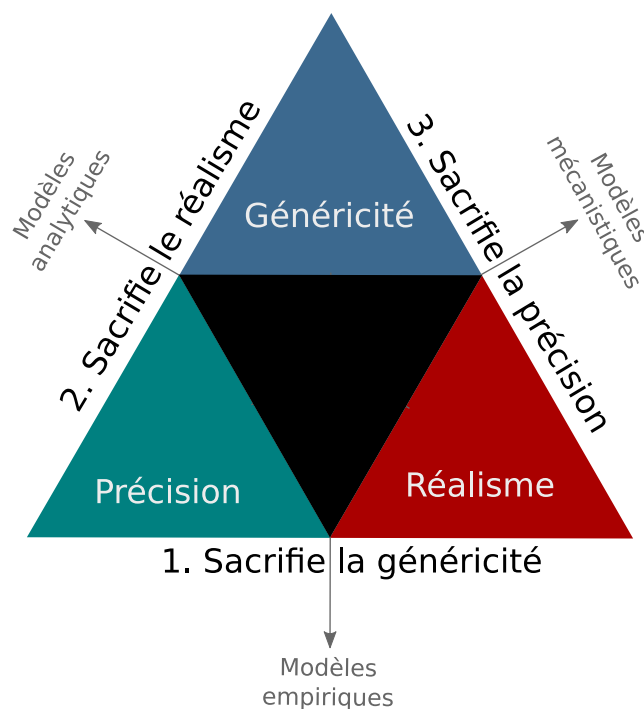 Modèles
analytiques
2. Sacrifie le réalisme
3. Sacrifie la précision
Modèles
mécanistiques
Généricité
Précision
Réalisme
1. Sacrifie la généricité
Modèles
empiriques